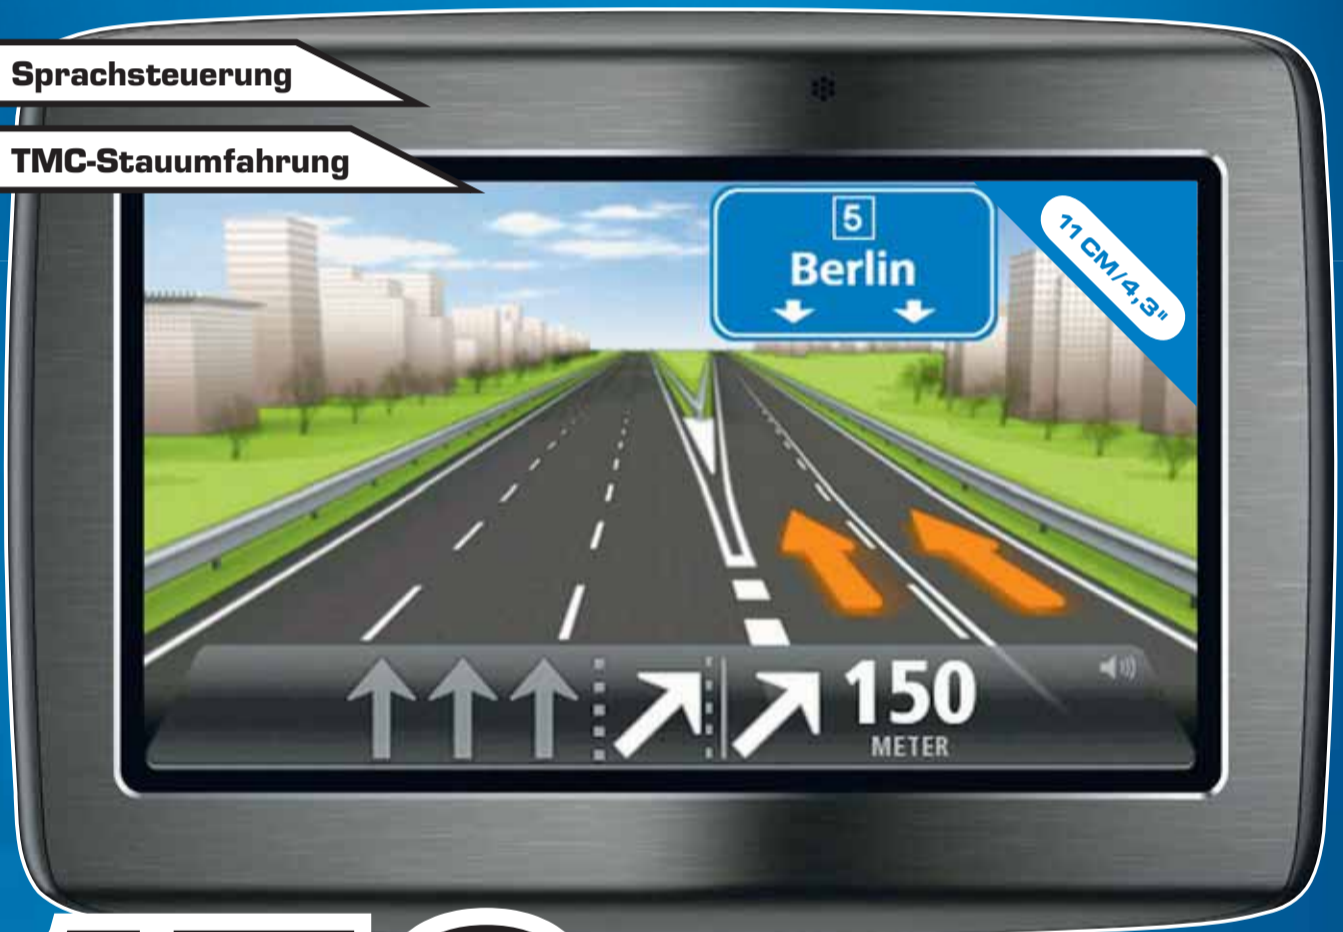 Sprachsteuerung
TMC-Stauumfahrung
5
Berlin
11 CM/4,3"
150
METER